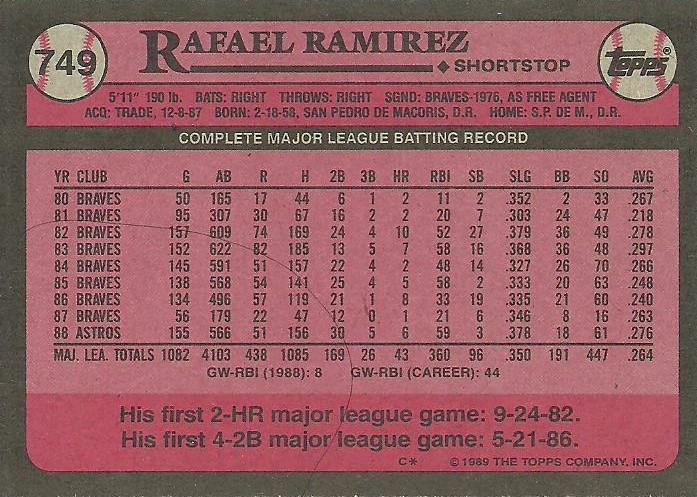 749 RAFAEL RAMIREZ Topps®
◆ SHORTSTOP
5'11" 190 lb. BATS: RIGHT THROWS: RIGHT SGND: BRAVES-1976, AS FREE AGENT
ACQ: TRADE, 12-8-87 BORN: 2-18-58, SAN PEDRO DE MACORIS, D.R. HOME: S.P. DE M., D.R.
COMPLETE MAJOR LEAGUE BATTING RECORD
YR CLUB G AB R H 2B 3B HR RBI SB SLG BB SO AVG
80 BRAVES 50 165 17 44 6 1 2 11 2 .352 2 33 .267
81 BRAVES 95 307 30 67 16 2 2 20 7 .303 24 47 .218
82 BRAVES 157 609 74 169 24 4 10 52 27 .379 36 49 .278
83 BRAVES 152 622 82 185 13 5 7 58 16 .368 36 48 .297
84 BRAVES 145 591 51 157 22 4 2 48 14 .327 26 70 .266
85 BRAVES 138 568 54 141 25 4 5 58 2 .333 20 63 .248
86 BRAVES 134 496 57 119 21 1 8 33 19 .335 21 60 .240
87 BRAVES 56 179 22 47 12 0 1 21 6 .346 8 16 .263
88 ASTROS 155 566 51 156 30 5 6 59 3 .378 18 61 .276
MAJ. LEA. TOTALS 1082 4103 438 1085 169 26 43 360 96 .350 191 447 .264
GW-RBI (1988): 8 GW-RBI (CAREER): 44
His first 2-HR major league game: 9-24-82.
His first 4-2B major league game: 5-21-86.
C* © 1989 THE TOPPS COMPANY, INC.